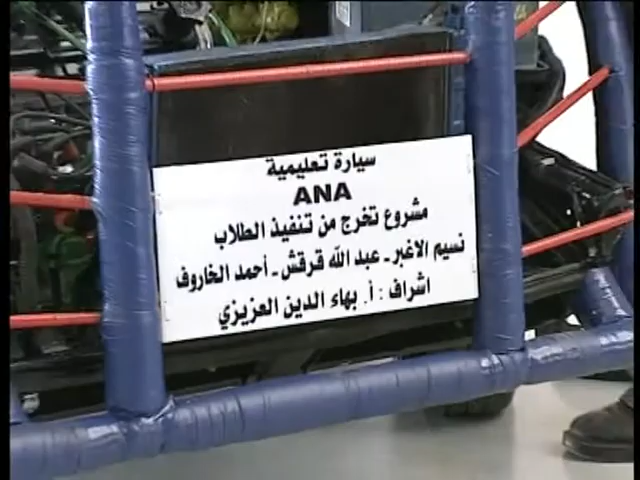 سيارة تعليمية
ANA
مشروع تخرج من تنفيذ الطلاب
نسيم الاغبر - عبد الله قرقش - أحمد الخاروف
اشراف : أ. بهاء الدين العزيزي